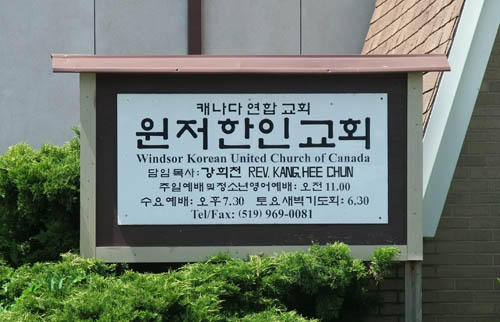 캐나다 연합 교회
윈저한인교회
Windsor Korean United Church of Canada
담임 목사: 강희천 REV. KANG, HEE CHUN
주일예배 및 청소년영어예배: 오전 11.00
수요예배: 오후 7.30 토요새벽기도회: 6.30
Tel/Fax: (519) 969-0081